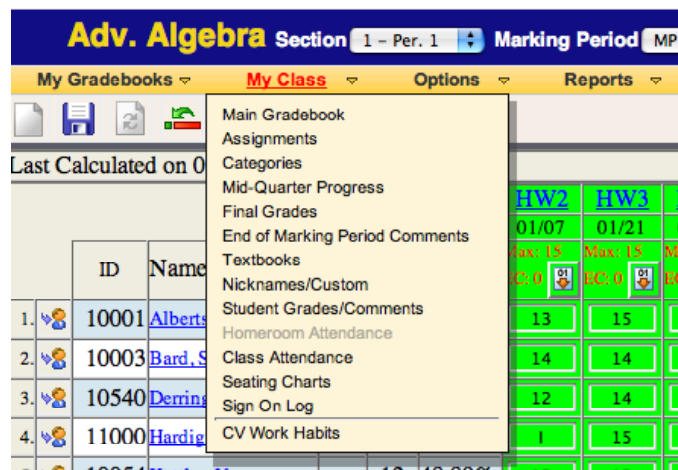 Adv. Algebra Section 1 – Per. 1 Marking Period MP
My Gradebooks My Class Options Reports
Last Calculated on 0
Main Gradebook
Assignments
Categories
Mid-Quarter Progress
Final Grades
End of Marking Period Comments
Textbooks
Nicknames/Custom
Student Grades/Comments
Homeroom Attendance
Class Attendance
Seating Charts
Sign On Log
CV Work Habits
HW2 HW3
01/07 01/21
Max: 15 Max: 15
EC: 0 EC: 0
ID Name
1. 10001 Alberts 13 15
2. 10003 Bard, S 14 14
3. 10540 Derring 12 14
4. 11000 Hardig I 15